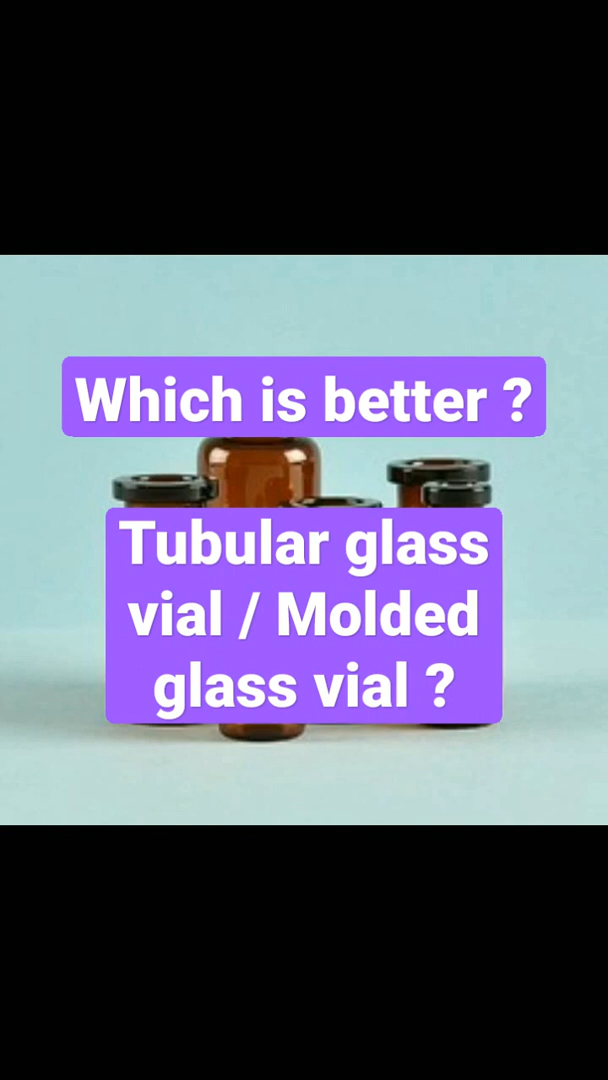 Which is better ?
Tubular glass
vial / Molded
glass vial ?